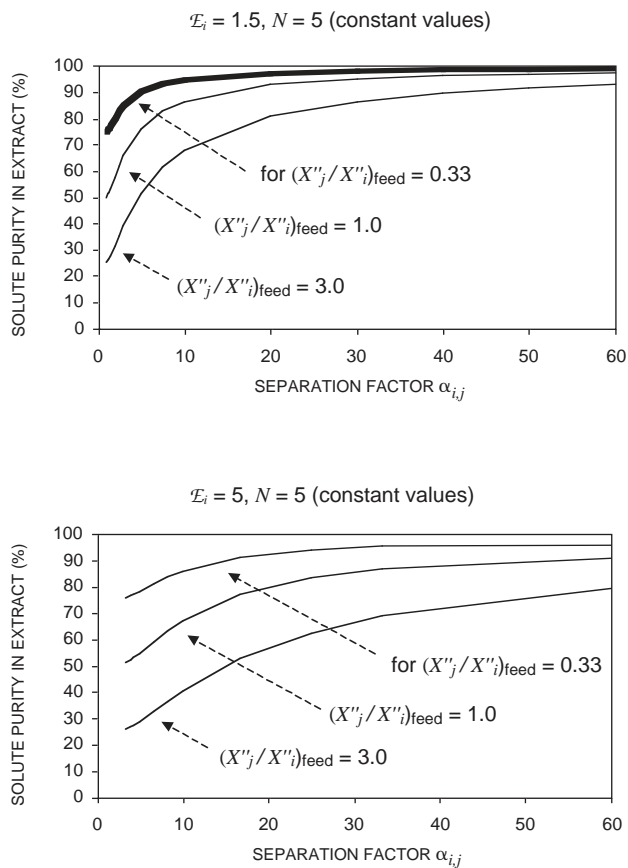 ℰi = 1.5, N = 5 (constant values)
SOLUTE PURITY IN EXTRACT (%)
100
90
80
70
60
50
40
30
20
10
0
for (X"j/X"i)feed = 0.33
(X"j/X"i)feed = 1.0
(X"j/X"i)feed = 3.0
0 10 20 30 40 50 60
SEPARATION FACTOR αi,j
ℰi = 5, N = 5 (constant values)
SOLUTE PURITY IN EXTRACT (%)
100
90
80
70
60
50
40
30
20
10
0
for (X"j/X"i)feed = 0.33
(X"j/X"i)feed = 1.0
(X"j/X"i)feed = 3.0
0 10 20 30 40 50 60
SEPARATION FACTOR αi,j